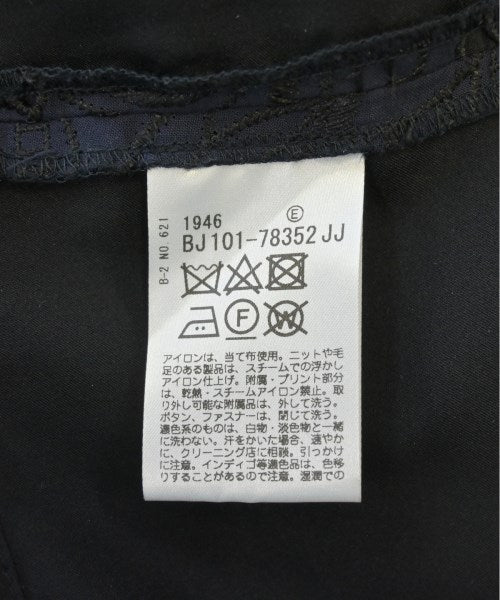 B-2 NO. 621
1946 Ⓔ
BJ101-78352 JJ
F W
アイロンは、当て布使用。ニットや毛
足のある製品は、スチームでの浮かし
アイロン仕上げ。附属・プリント部分
は、乾熱・スチームアイロン禁止。取
り外し可能な附属品は、外して洗う。
ボタン、ファスナーは、閉じて洗う。
濃色系のものは、白物・淡色物と一緒
に洗わない。汗をかいた場合、速やか
に、クリーニング店に相談。引っかけ
に注意。インディゴ等濃色品は、色移
りすることがあるので注意。湿潤での